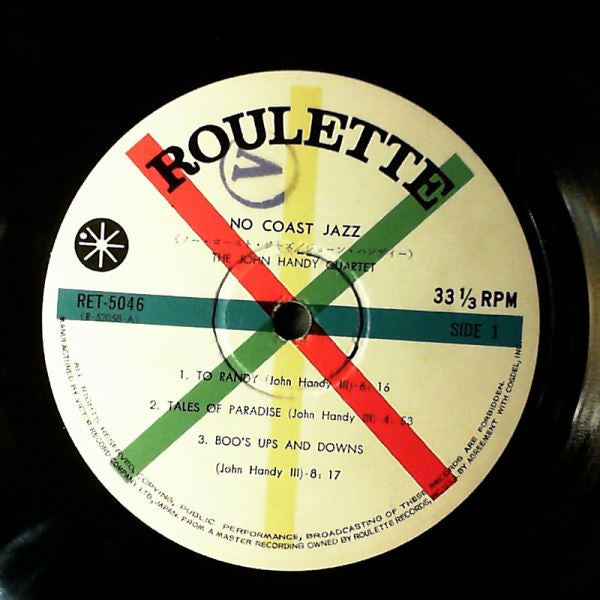 ROULETTE
V
NO COAST JAZZ
(ノー・コースト・ジャズ/ジョーン・ハンディー)
THE JOHN HANDY QUARTET
RET-5046
(R-52058-A)
33 1/3 RPM
SIDE 1
1. TO RANDY (John Handy III)-6: 16
2. TALES OF PARADISE (John Handy III) 4: 53
3. BOO'S UPS AND DOWNS
(John Handy III)-8: 17
ALL RIGHTS RESERVED, COPYING, PUBLIC PERFORMANCE, BROADCASTING OF THESE RECORDS ARE FORBIDDEN.
MANUFACTURED BY VICTOR RECORD COMPANY, LTD, JAPAN, FROM A MASTER RECORDING OWNED BY ROULETTE RECORDS, INC. BY AGREEMENT WITH COSDEL, INC.